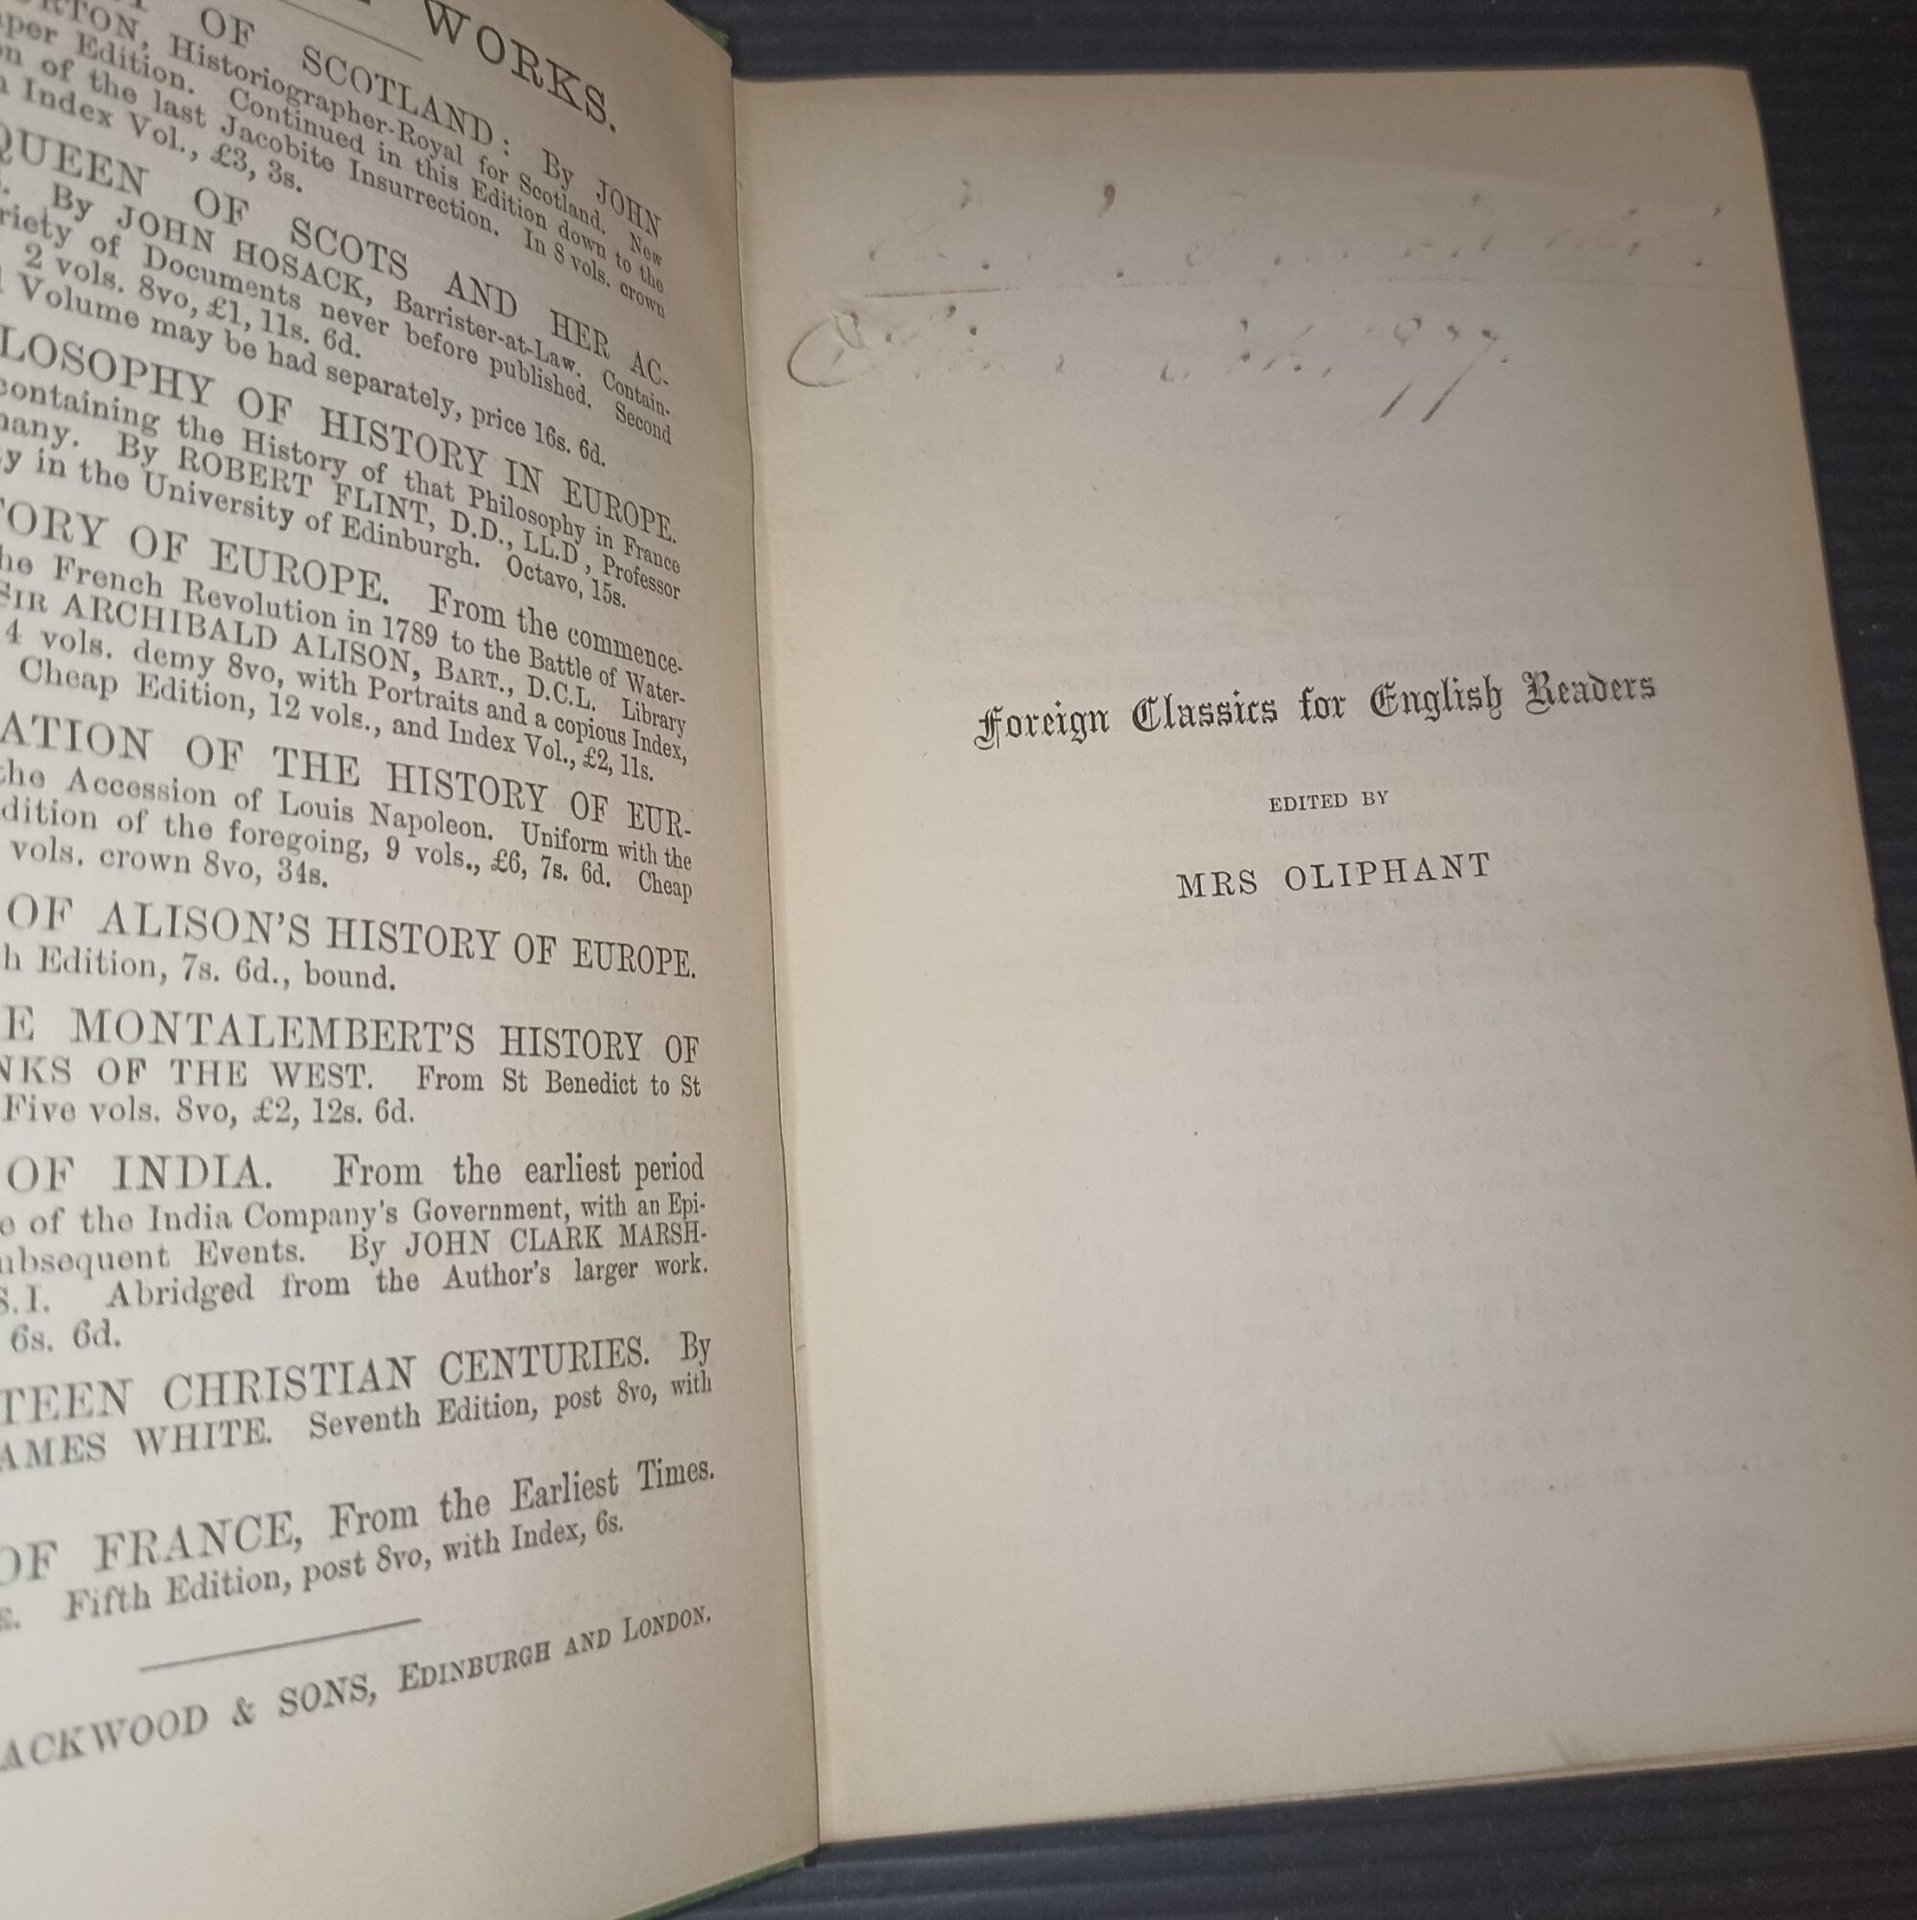 WORKS.
OF SCOTLAND: By JOHN
Historiographer-Royal for Scotland. New
Edition. Continued in this Edition down to the
of the last Jacobite Insurrection. In 8 vols. crown
Index Vol., £3, 3s.
QUEEN OF SCOTS AND HER AC-
By JOHN HOSACK, Barrister-at-Law. Contain-
riety of Documents never before published. Second
2 vols. 8vo, £1, 11s. 6d.
Volume may be had separately, price 16s. 6d.
LOSOPHY OF HISTORY IN EUROPE.
containing the History of that Philosophy in France
many. By ROBERT FLINT, D.D., LL.D, Professor
y in the University of Edinburgh. Octavo, 15s.
TORY OF EUROPE. From the commence-
he French Revolution in 1789 to the Battle of Water-
SIR ARCHIBALD ALISON, BART., D.C.L. Library
4 vols. demy 8vo, with Portraits and a copious Index,
Cheap Edition, 12 vols., and Index Vol., £2, 11s.
ATION OF THE HISTORY OF EUR-
the Accession of Louis Napoleon. Uniform with the
dition of the foregoing, 9 vols., £6, 7s. 6d. Cheap
vols. crown 8vo, 34s.
OF ALISON'S HISTORY OF EUROPE.
h Edition, 7s. 6d., bound.
E MONTALEMBERT'S HISTORY OF
NKS OF THE WEST. From St Benedict to St
Five vols. 8vo, £2, 12s. 6d.
OF INDIA. From the earliest period
e of the India Company's Government, with an Epi-
ubsequent Events. By JOHN CLARK MARSH-
S.I. Abridged from the Author's larger work.
6s. 6d.
TEEN CHRISTIAN CENTURIES. By
AMES WHITE. Seventh Edition, post 8vo, with
OF FRANCE, From the Earliest Times.
Fifth Edition, post 8vo, with Index, 6s.
ACKWOOD & SONS, EDINBURGH AND LONDON.
Foreign Classics for English Readers
EDITED BY
MRS OLIPHANT